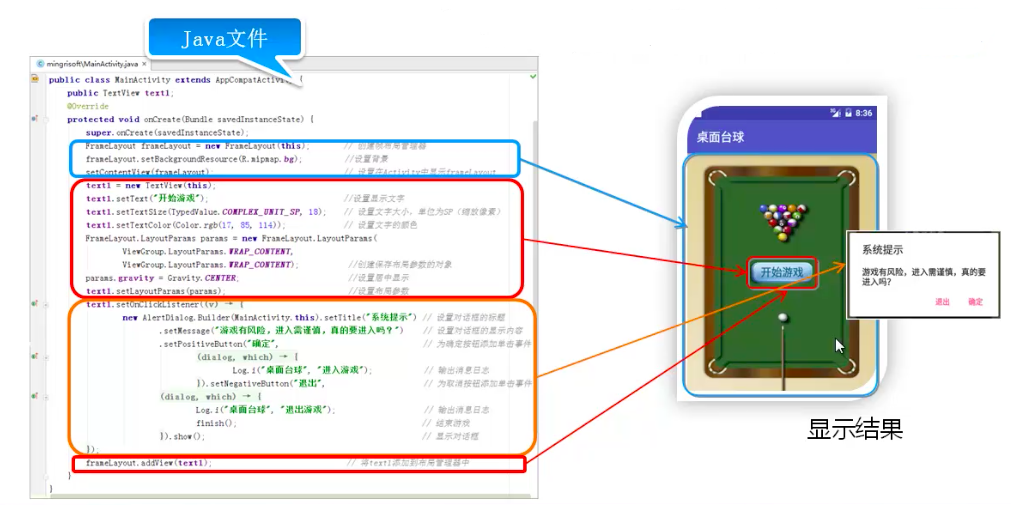 Java文件
mingrisoft\MainActivity.java ×
public class MainActivity extends AppCompatActivity {
public TextView text1;
@Override
protected void onCreate(Bundle savedInstanceState) {
super.onCreate(savedInstanceState);
FrameLayout frameLayout = new FrameLayout(this); // 创建帧布局管理器
frameLayout.setBackgroundResource(R.mipmap.bg); //设置背景
setContentView(frameLayout); // 设置在Activity中显示frameLayout
text1 = new TextView(this);
text1.setText("开始游戏"); //设置显示文字
text1.setTextSize(TypedValue.COMPLEX_UNIT_SP, 18); // 设置文字大小，单位为SP（缩放像素）
text1.setTextColor(Color.rgb(17, 85, 114)); // 设置文字的颜色
FrameLayout.LayoutParams params = new FrameLayout.LayoutParams(
ViewGroup.LayoutParams.WRAP_CONTENT,
ViewGroup.LayoutParams.WRAP_CONTENT); //创建保存布局参数的对象
params.gravity = Gravity.CENTER; //设置居中显示
text1.setLayoutParams(params); //设置布局参数
text1.setOnClickListener((v) → {
new AlertDialog.Builder(MainActivity.this).setTitle("系统提示") // 设置对话框的标题
.setMessage("游戏有风险，进入需谨慎，真的要进入吗？") // 设置对话框的显示内容
.setPositiveButton("确定", // 为确定按钮添加单击事件
(dialog, which) → {
Log.i("桌面台球", "进入游戏"); // 输出消息日志
}).setNegativeButton("退出", // 为取消按钮添加单击事件
(dialog, which) → {
Log.i("桌面台球", "退出游戏"); // 输出消息日志
finish(); // 结束游戏
}).show(); // 显示对话框
});
frameLayout.addView(text1); // 将text1添加到布局管理器中
}
}
8:36
桌面台球
开始游戏
系统提示
游戏有风险，进入需谨慎，真的要
进入吗？
退出 确定
显示结果